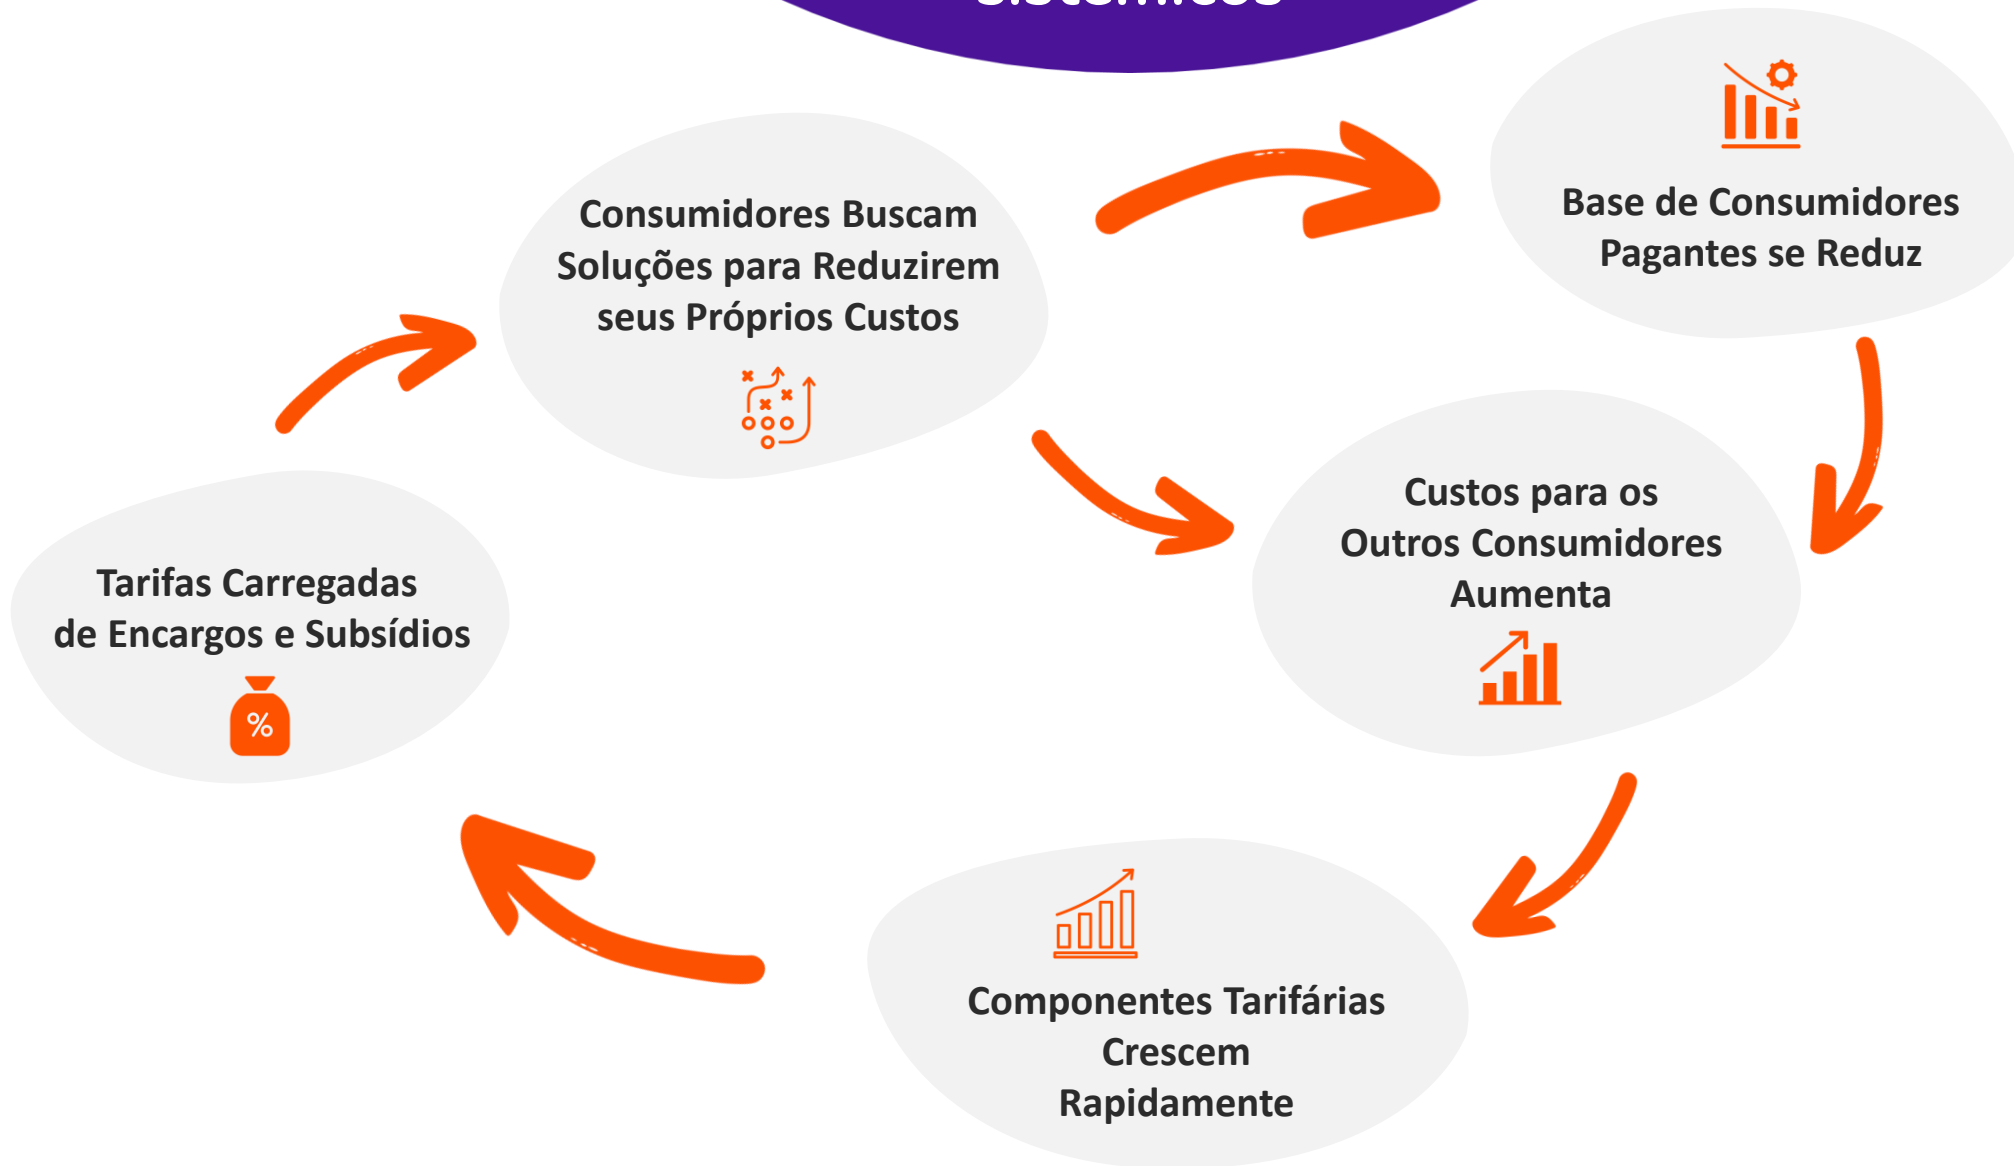 Base de Consumidores
Pagantes se Reduz
Consumidores Buscam
Soluções para Reduzirem
seus Próprios Custos
Custos para os
Outros Consumidores
Aumenta
Tarifas Carregadas
de Encargos e Subsídios
%
Componentes Tarifárias
Crescem
Rapidamente